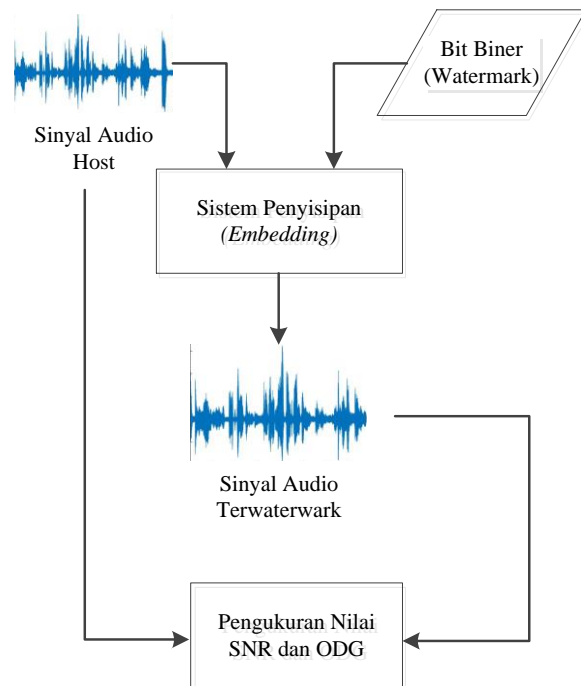 Bit Biner
(Watermark)
Sinyal Audio
Host
Sistem Penyisipan
(Embedding)
Sinyal Audio
Terwaterwark
Pengukuran Nilai
SNR dan ODG